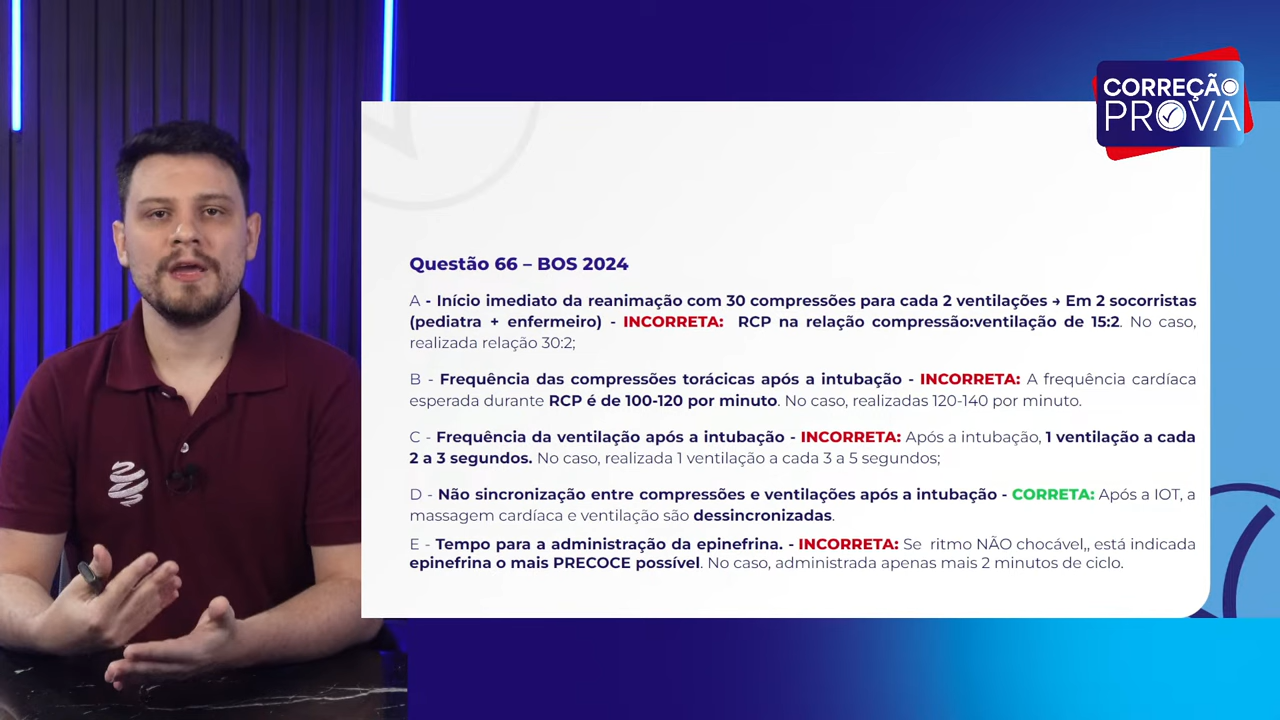 CORREÇÃO
PROVA
Questão 66 – BOS 2024
A - Início imediato da reanimação com 30 compressões para cada 2 ventilações → Em 2 socorristas
(pediatra + enfermeiro) - INCORRETA: RCP na relação compressão:ventilação de 15:2. No caso,
realizada relação 30:2;
B - Frequência das compressões torácicas após a intubação - INCORRETA: A frequência cardíaca
esperada durante RCP é de 100-120 por minuto. No caso, realizadas 120-140 por minuto.
C - Frequência da ventilação após a intubação - INCORRETA: Após a intubação, 1 ventilação a cada
2 a 3 segundos. No caso, realizada 1 ventilação a cada 3 a 5 segundos;
D - Não sincronização entre compressões e ventilações após a intubação - CORRETA: Após a IOT, a
massagem cardíaca e ventilação são dessincronizadas.
E - Tempo para a administração da epinefrina. - INCORRETA: Se ritmo NÃO chocável,, está indicada
epinefrina o mais PRECOCE possível. No caso, administrada apenas mais 2 minutos de ciclo.